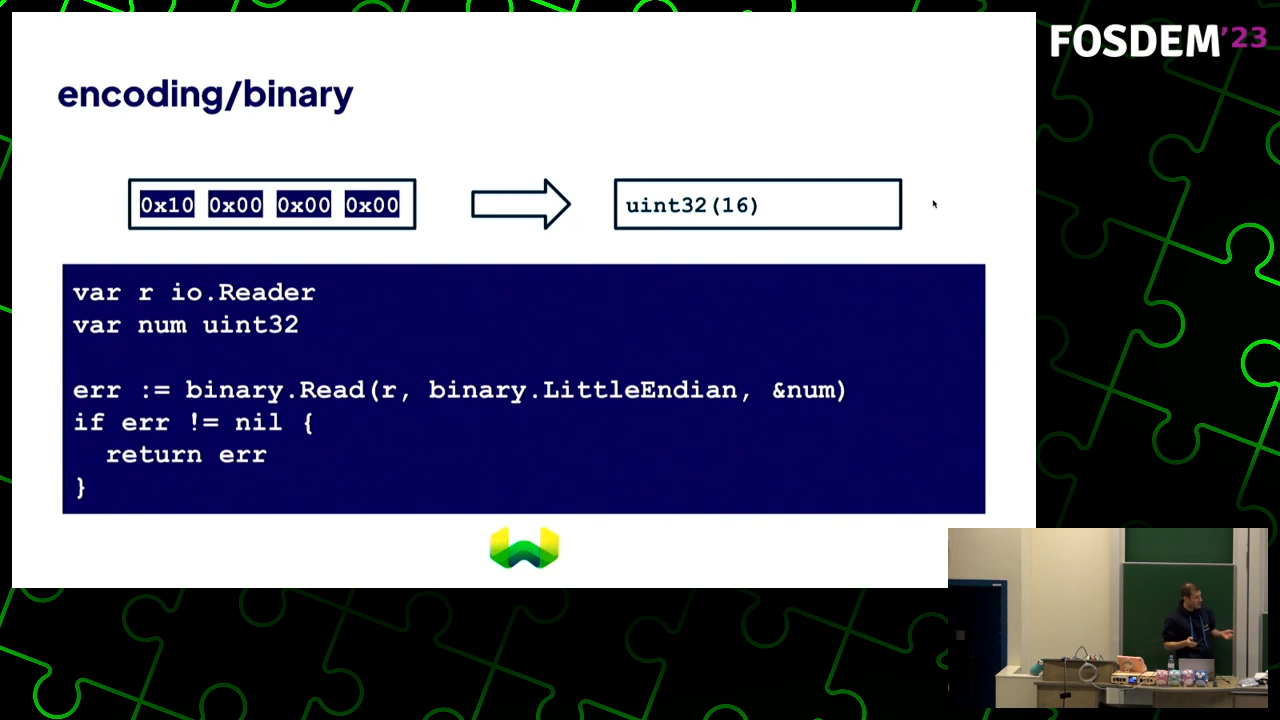 FOSDEM'23
encoding/binary
0x10 0x00 0x00 0x00
uint32(16)
var r io.Reader
var num uint32
err := binary.Read(r, binary.LittleEndian, &num)
if err != nil {
  return err
}